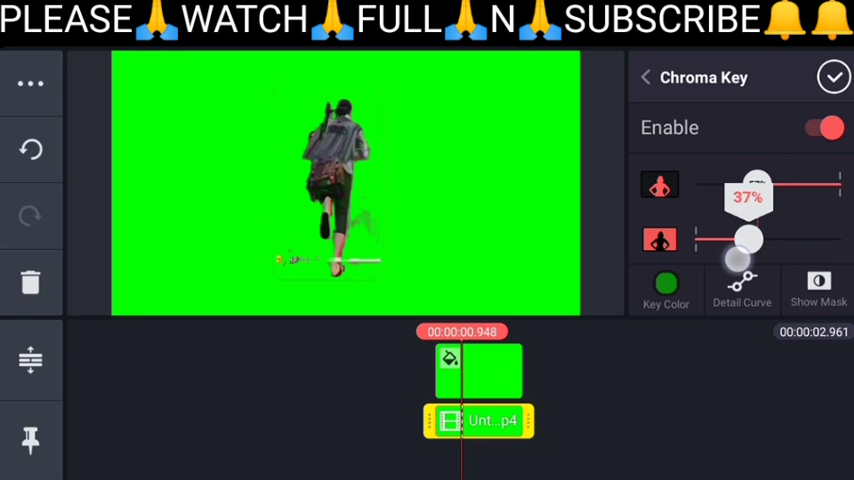 PLEASE🙏WATCH🙏FULL🙏N🙏SUBSCRIBE🔔🔔
Chroma Key
Enable
37%
Key Color
Detail Curve
Show Mask
00:00:00.948
00:00:02.961
Unt...p4